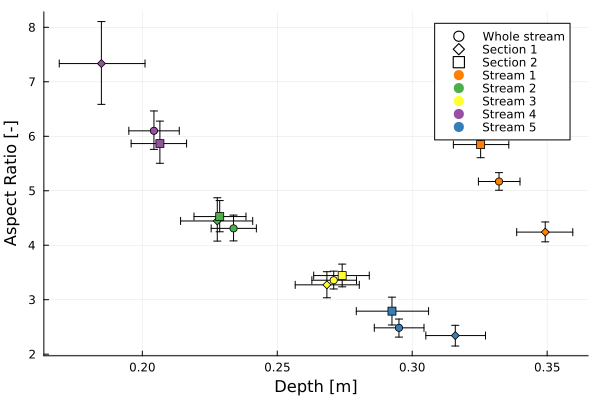 8
7
6
5
4
3
2
Aspect Ratio [-]
Whole stream
Section 1
Section 2
Stream 1
Stream 2
Stream 3
Stream 4
Stream 5
0.20 0.25 0.30 0.35
Depth [m]